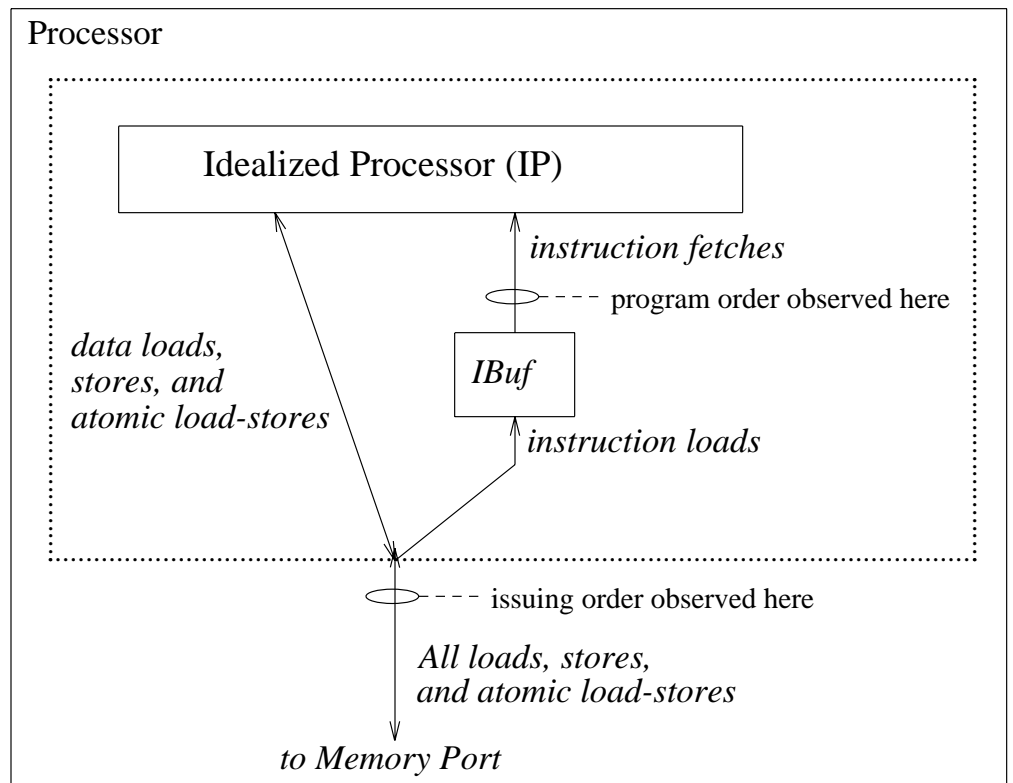 Processor
Idealized Processor (IP)
instruction fetches
program order observed here
data loads,
stores, and
atomic load-stores
IBuf
instruction loads
issuing order observed here
All loads, stores,
and atomic load-stores
to Memory Port